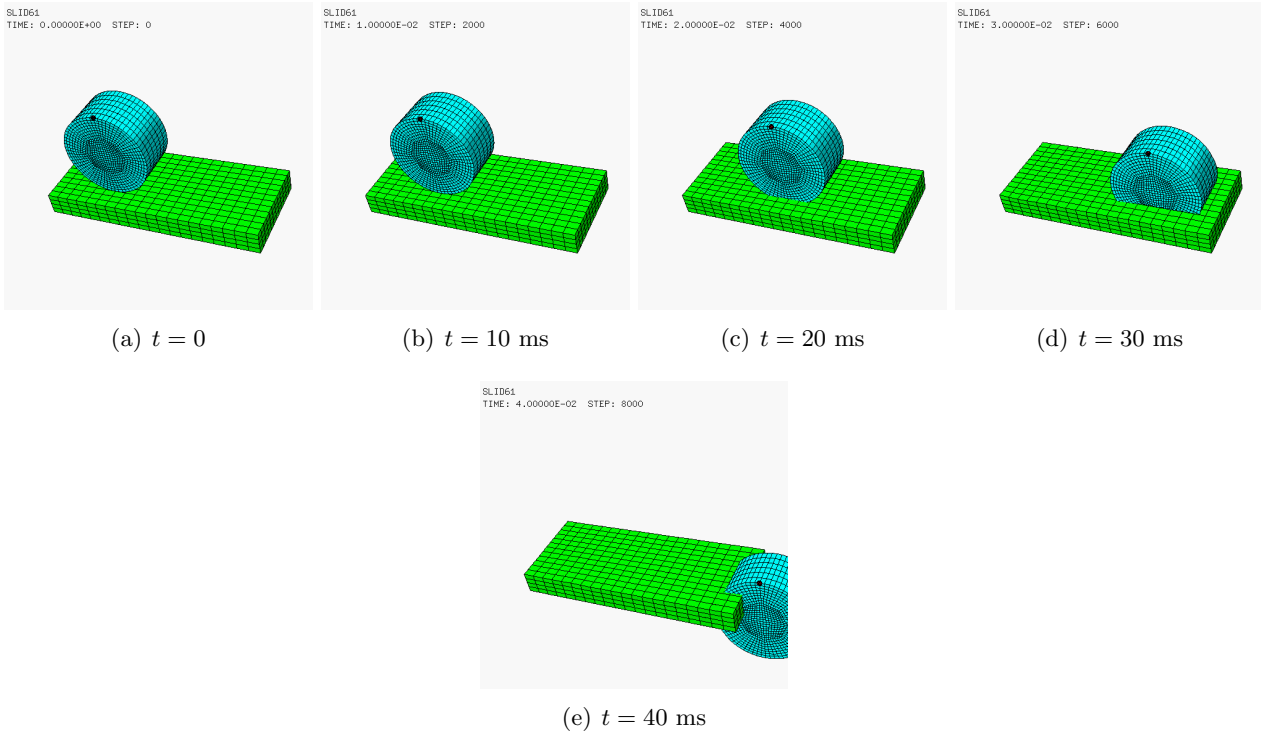 SLID61
TIME: 0.00000E+00 STEP: 0
SLID61
TIME: 1.00000E-02 STEP: 2000
SLID61
TIME: 2.00000E-02 STEP: 4000
SLID61
TIME: 3.00000E-02 STEP: 6000
(a) t = 0
(b) t = 10 ms
(c) t = 20 ms
(d) t = 30 ms
SLID61
TIME: 4.00000E-02 STEP: 8000
(e) t = 40 ms